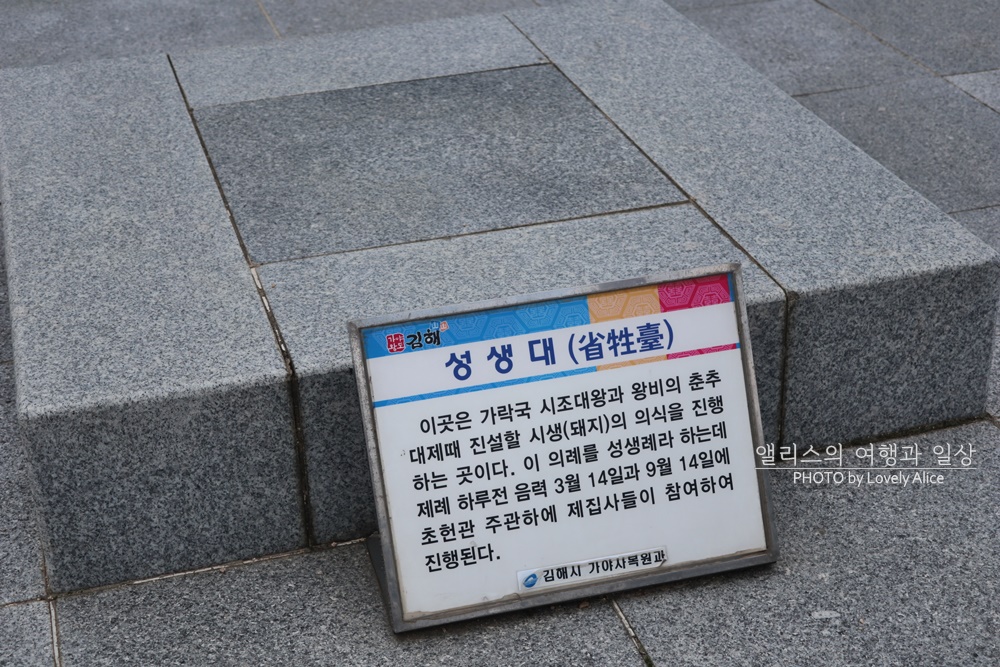 가야
왕도
김해
성생대(省牲臺)
이곳은 가락국 시조대왕과 왕비의 춘추
대제때 진설할 시생(돼지)의 의식을 진행
하는 곳이다. 이 의례를 성생례라 하는데
제례 하루전 음력 3월 14일과 9월 14일에
초헌관 주관하에 제집사들이 참여하여
진행된다.
김해시 가야사복원과
앨리스의 여행과 일상
PHOTO by Lovely Alice